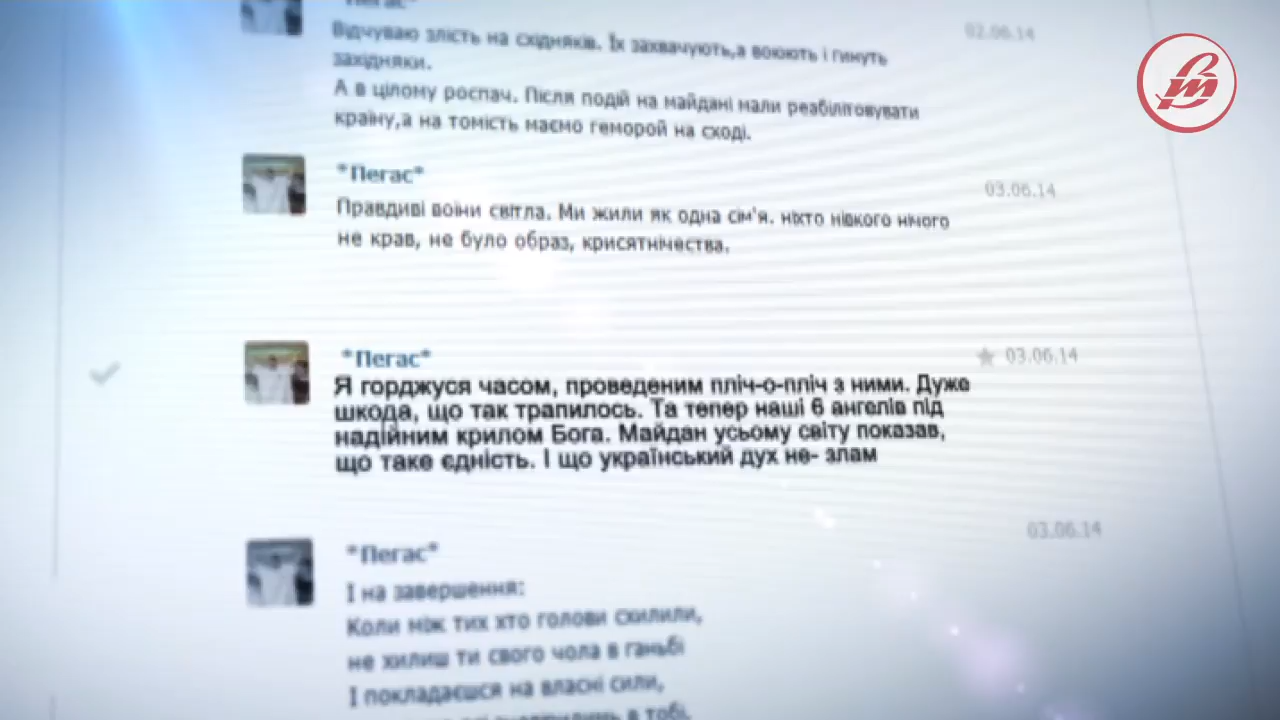 *Пегас*
02.06.14
Відчуваю злість на східняків. Їх захвачують,а воюють і гинуть
західняки.
А в цілому роспач. Після подій на майдані мали реабілітовувати
країну,а на томість маємо геморой на сході.
*Пегас*
03.06.14
Правдиві воїни світла. Ми жили як одна сім'я. ніхто нівкого нічого
не крав, не було образ, крисятнічества.
*Пегас*
03.06.14
Я горджуся часом, проведеним пліч-о-пліч з ними. Дуже
шкода, що так трапилось. Та тепер наші 6 ангелів під
надійним крилом Бога. Майдан усьому світу показав,
що таке єдність. І що український дух не- злам
*Пегас*
03.06.14
І на завершення:
Коли між тих хто голови схилили,
не хилиш ти свого чола в ганьбі
І покладаєшся на власні сили,
в тобі,